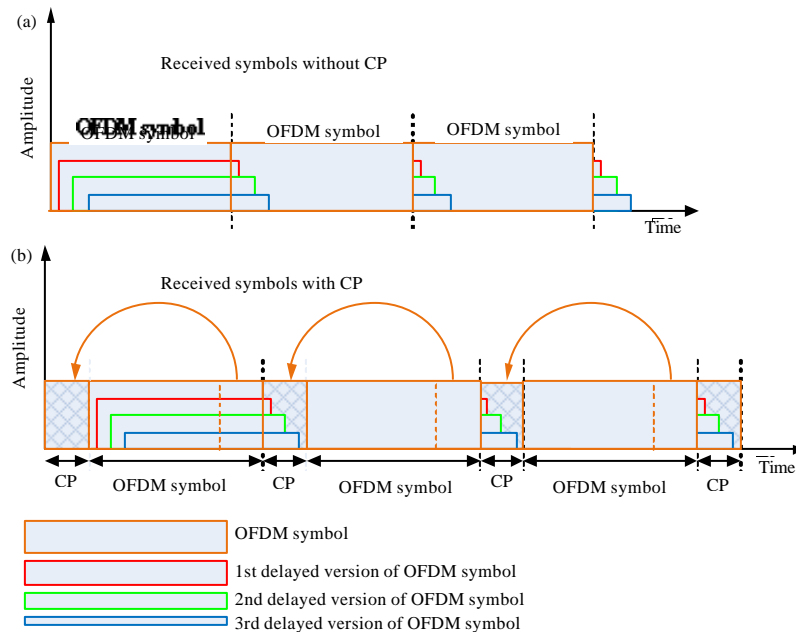 (a)
Received symbols without CP
Amplitude
OFDM symbol
OFDM symbol
OFDM symbol
OFDM symbol
Time
(b)
Received symbols with CP
Amplitude
Time
CP
OFDM symbol
CP
OFDM symbol
CP
OFDM symbol
CP
OFDM symbol
1st delayed version of OFDM symbol
2nd delayed version of OFDM symbol
3rd delayed version of OFDM symbol